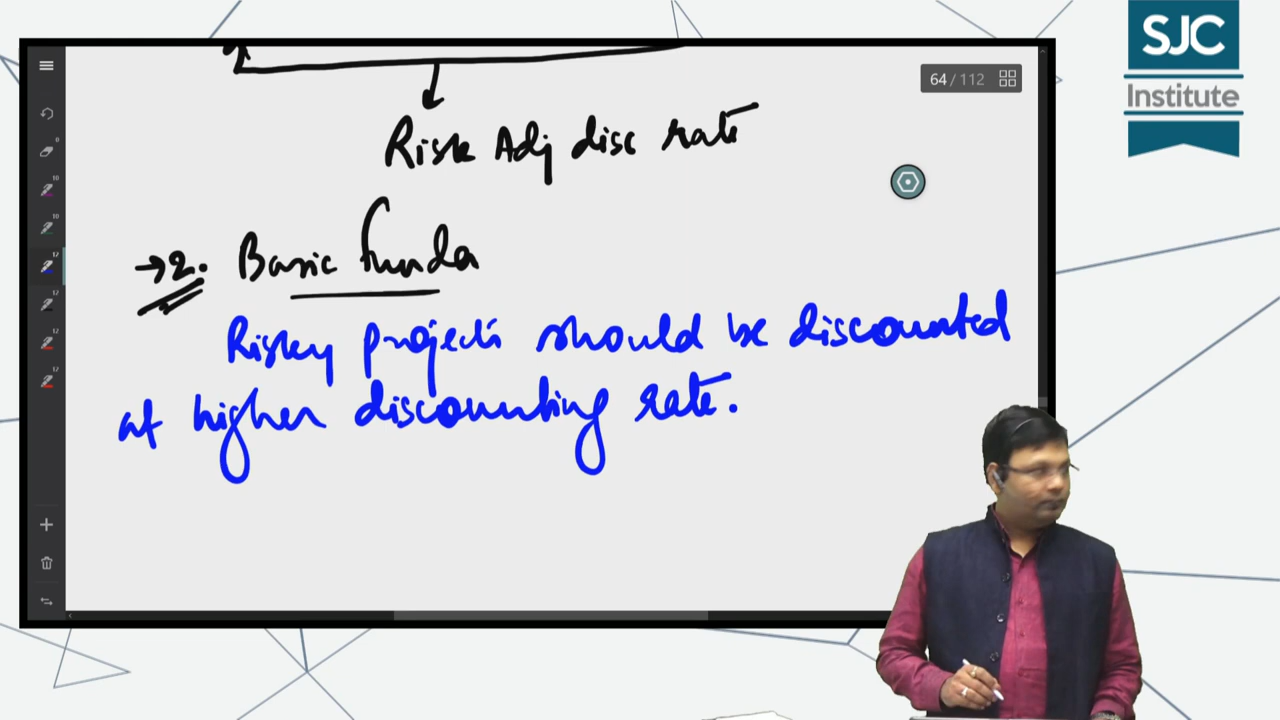 SJC
Institute
64 / 112
Risk Adj disc rate
→2. Basic funda
Risky projects should be discounted
at higher discounting rate.